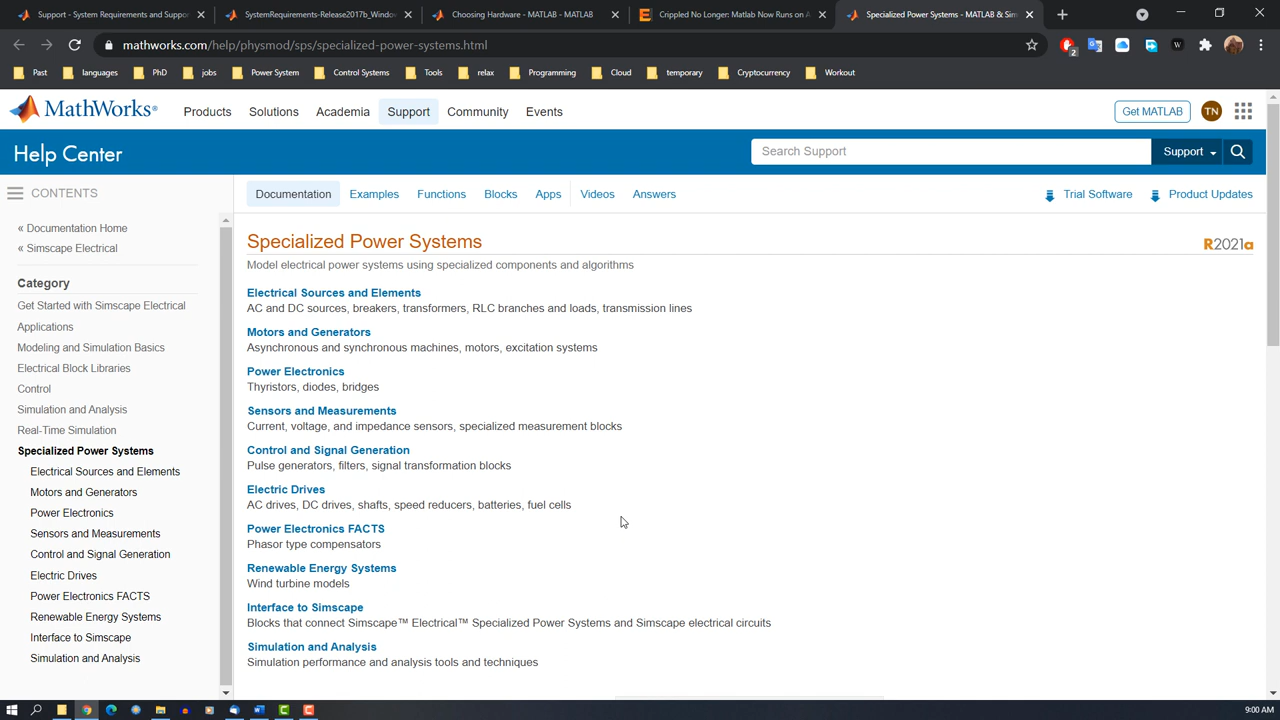 Support - System Requirements and Suppor
SystemRequirements-Release2017b_Window
Choosing Hardware - MATLAB - MATLAB
Crippled No Longer: Matlab Now Runs on A
Specialized Power Systems - MATLAB & Sim
mathworks.com/help/physmod/sps/specialized-power-systems.html
2
W
Past
languages
PhD
jobs
Power System
Control Systems
Tools
relax
Programming
Cloud
temporary
Cryptocurrency
Workout
MathWorks®
Products
Solutions
Academia
Support
Community
Events
Get MATLAB
TN
Help Center
Search Support
Support
CONTENTS
Documentation
Examples
Functions
Blocks
Apps
Videos
Answers
Trial Software
Product Updates
« Documentation Home
« Simscape Electrical
Category
Get Started with Simscape Electrical
Applications
Modeling and Simulation Basics
Electrical Block Libraries
Control
Simulation and Analysis
Real-Time Simulation
Specialized Power Systems
Electrical Sources and Elements
Motors and Generators
Power Electronics
Sensors and Measurements
Control and Signal Generation
Electric Drives
Power Electronics FACTS
Renewable Energy Systems
Interface to Simscape
Simulation and Analysis
Specialized Power Systems
R2021a
Model electrical power systems using specialized components and algorithms
Electrical Sources and Elements
AC and DC sources, breakers, transformers, RLC branches and loads, transmission lines
Motors and Generators
Asynchronous and synchronous machines, motors, excitation systems
Power Electronics
Thyristors, diodes, bridges
Sensors and Measurements
Current, voltage, and impedance sensors, specialized measurement blocks
Control and Signal Generation
Pulse generators, filters, signal transformation blocks
Electric Drives
AC drives, DC drives, shafts, speed reducers, batteries, fuel cells
Power Electronics FACTS
Phasor type compensators
Renewable Energy Systems
Wind turbine models
Interface to Simscape
Blocks that connect Simscape™ Electrical™ Specialized Power Systems and Simscape electrical circuits
Simulation and Analysis
Simulation performance and analysis tools and techniques
9:00 AM